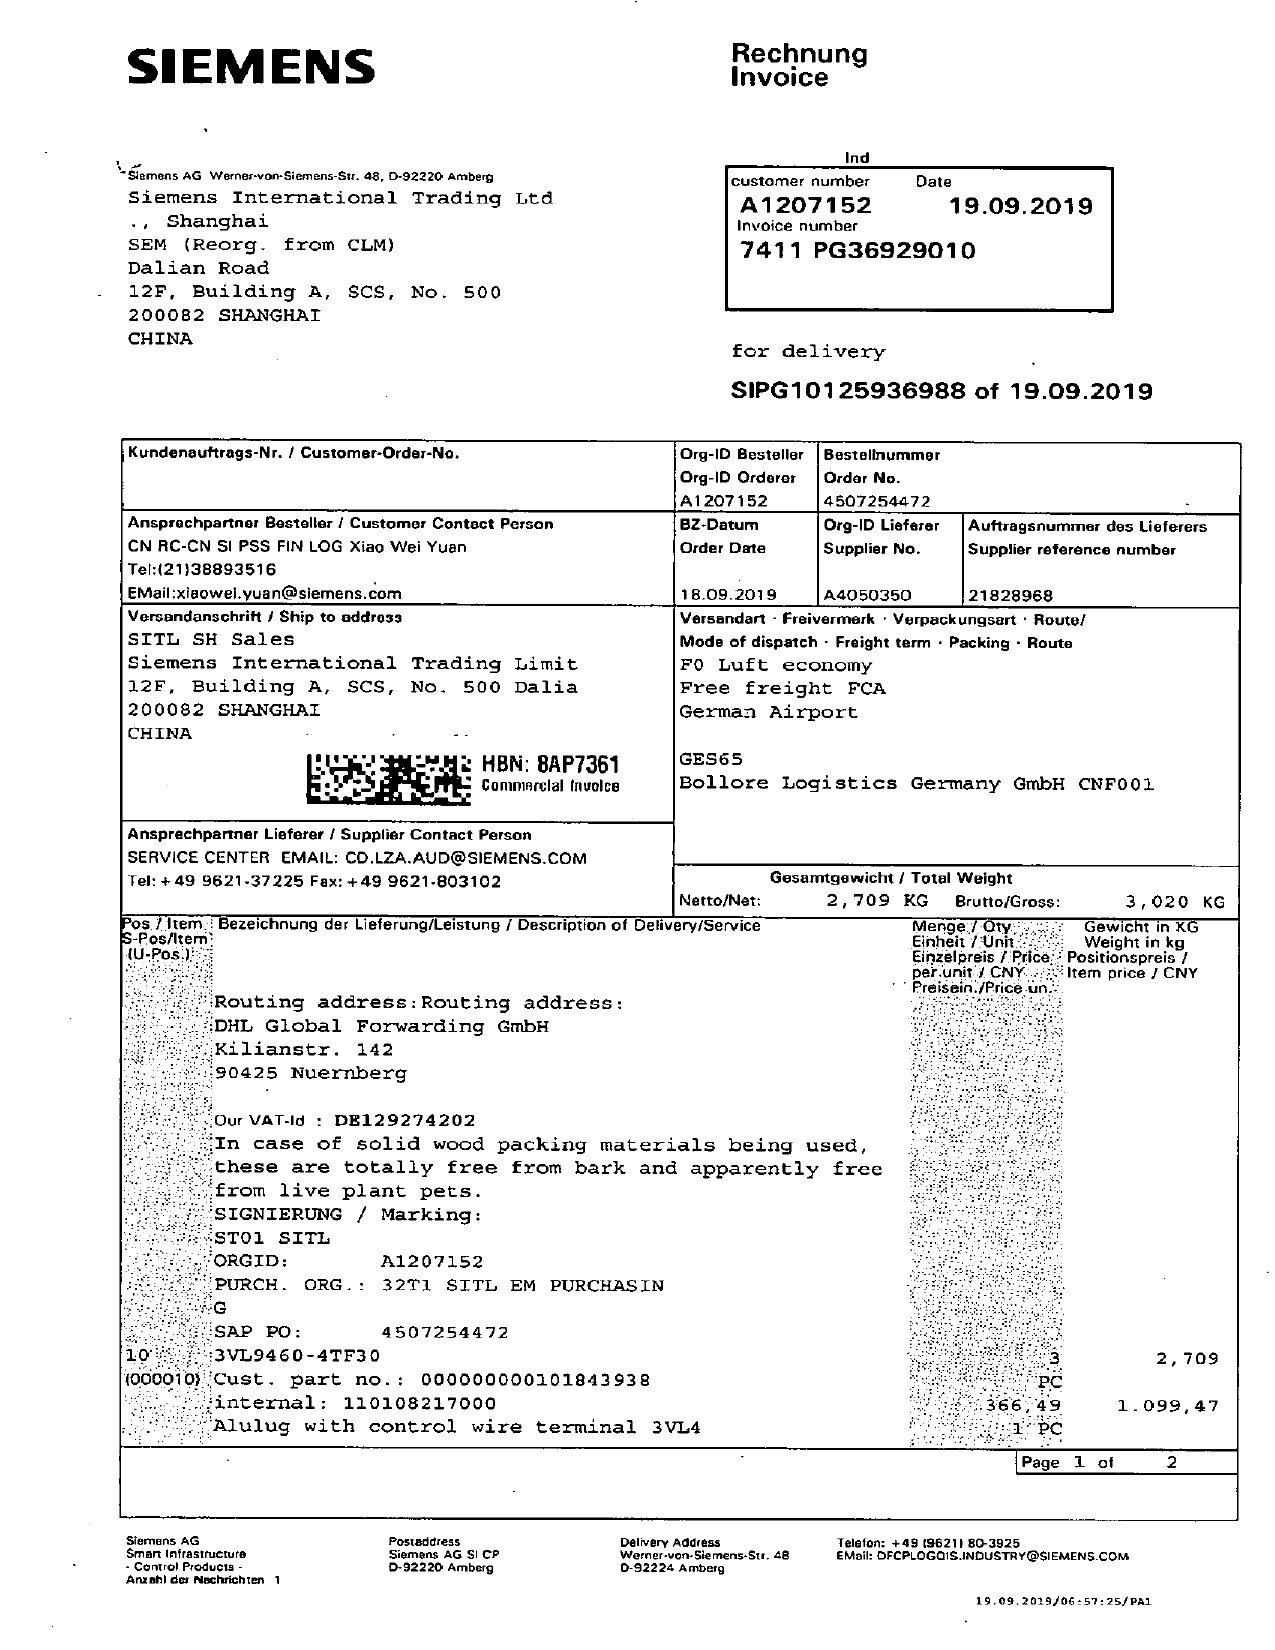 SIEMENS
Rechnung
Invoice
Siemens AG Werner-von-Siemens-Str. 48, D-92220 Amberg
Siemens International Trading Ltd
., Shanghai
SEM (Reorg. from CLM)
Dalian Road
12F, Building A, SCS, No. 500
200082 SHANGHAI
CHINA
Ind
customer number Date
A1207152 19.09.2019
Invoice number
7411 PG36929010
for delivery
SIPG10125936988 of 19.09.2019
Kundenauftrags-Nr. / Customer-Order-No.
Org-ID Besteller Bestellnummer
Org-ID Orderer Order No.
A1207152 4507254472
Ansprechpartner Besteller / Customer Contact Person
CN RC-CN SI PSS FIN LOG Xiao Wei Yuan
Tel:(21)38893516
EMail:xiaowei.yuan@siemens.com
BZ-Datum Org-ID Lieferer Auftragsnummer des Lieferers
Order Date Supplier No. Supplier reference number
18.09.2019 A4050350 21828968
Versandanschrift / Ship to address
SITL SH Sales
Siemens International Trading Limit
12F, Building A, SCS, No. 500 Dalia
200082 SHANGHAI
CHINA
HBN: 8AP7361
Commercial Invoice
Versandart · Freivermerk · Verpackungsart · Route/
Mode of dispatch · Freight term · Packing · Route
F0 Luft economy
Free freight FCA
German Airport
GES65
Bollore Logistics Germany GmbH CNF001
Ansprechpartner Lieferer / Supplier Contact Person
SERVICE CENTER EMAIL: CD.LZA.AUD@SIEMENS.COM
Tel: +49 9621-37225 Fax: +49 9621-803102
Gesamtgewicht / Total Weight
Netto/Net: 2,709 KG Brutto/Gross: 3,020 KG
Pos / Item Bezeichnung der Lieferung/Leistung / Description of Delivery/Service Menge / Qty Gewicht in KG
S-Pos/Item Einheit / Unit Weight in kg
(U-Pos.) Einzelpreis / Price Positionspreis /
per unit / CNY Item price / CNY
Preisein./Price un.
Routing address:Routing address:
DHL Global Forwarding GmbH
Kilianstr. 142
90425 Nuernberg
Our VAT-Id : DE129274202
In case of solid wood packing materials being used,
these are totally free from bark and apparently free
from live plant pets.
SIGNIERUNG / Marking:
ST01 SITL
ORGID: A1207152
PURCH. ORG.: 32T1 SITL EM PURCHASIN
G
SAP PO: 4507254472
10 3VL9460-4TF30 3 2,709
(000010) Cust. part no.: 000000000101843938 PC
internal: 110108217000 366,49 1.099,47
Alulug with control wire terminal 3VL4 1 PC
Page 1 of 2
Siemens AG
Smart Infrastructure
- Control Products -
Anzahl der Nachrichten 1
Postaddress
Siemens AG SI CP
D-92220 Amberg
Delivery Address
Werner-von-Siemens-Str. 48
D-92224 Amberg
Telefon: +49 (9621) 80-3925
EMail: DFCPLOGDIS.INDUSTRY@SIEMENS.COM
19.09.2019/06:57:25/PA1